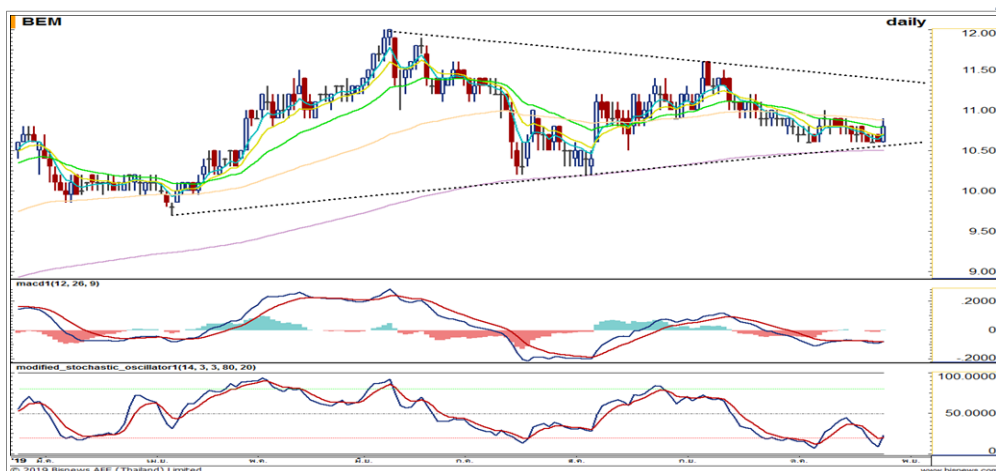 BEM daily
12.00
11.50
11.00
10.50
10.00
9.50
9.00
macd1(12, 26, 9)
.2000
0
-.2000
modified_stochastic_oscillator1(14, 3, 3, 80, 20)
100.0000
50.0000
0
'19 มี.ค. เม.ย. พ.ค. มิ.ย. ก.ค. ส.ค. ก.ย. ต.ค. พ.ย.
© 2019 Bisnews AFE (Thailand) Limited